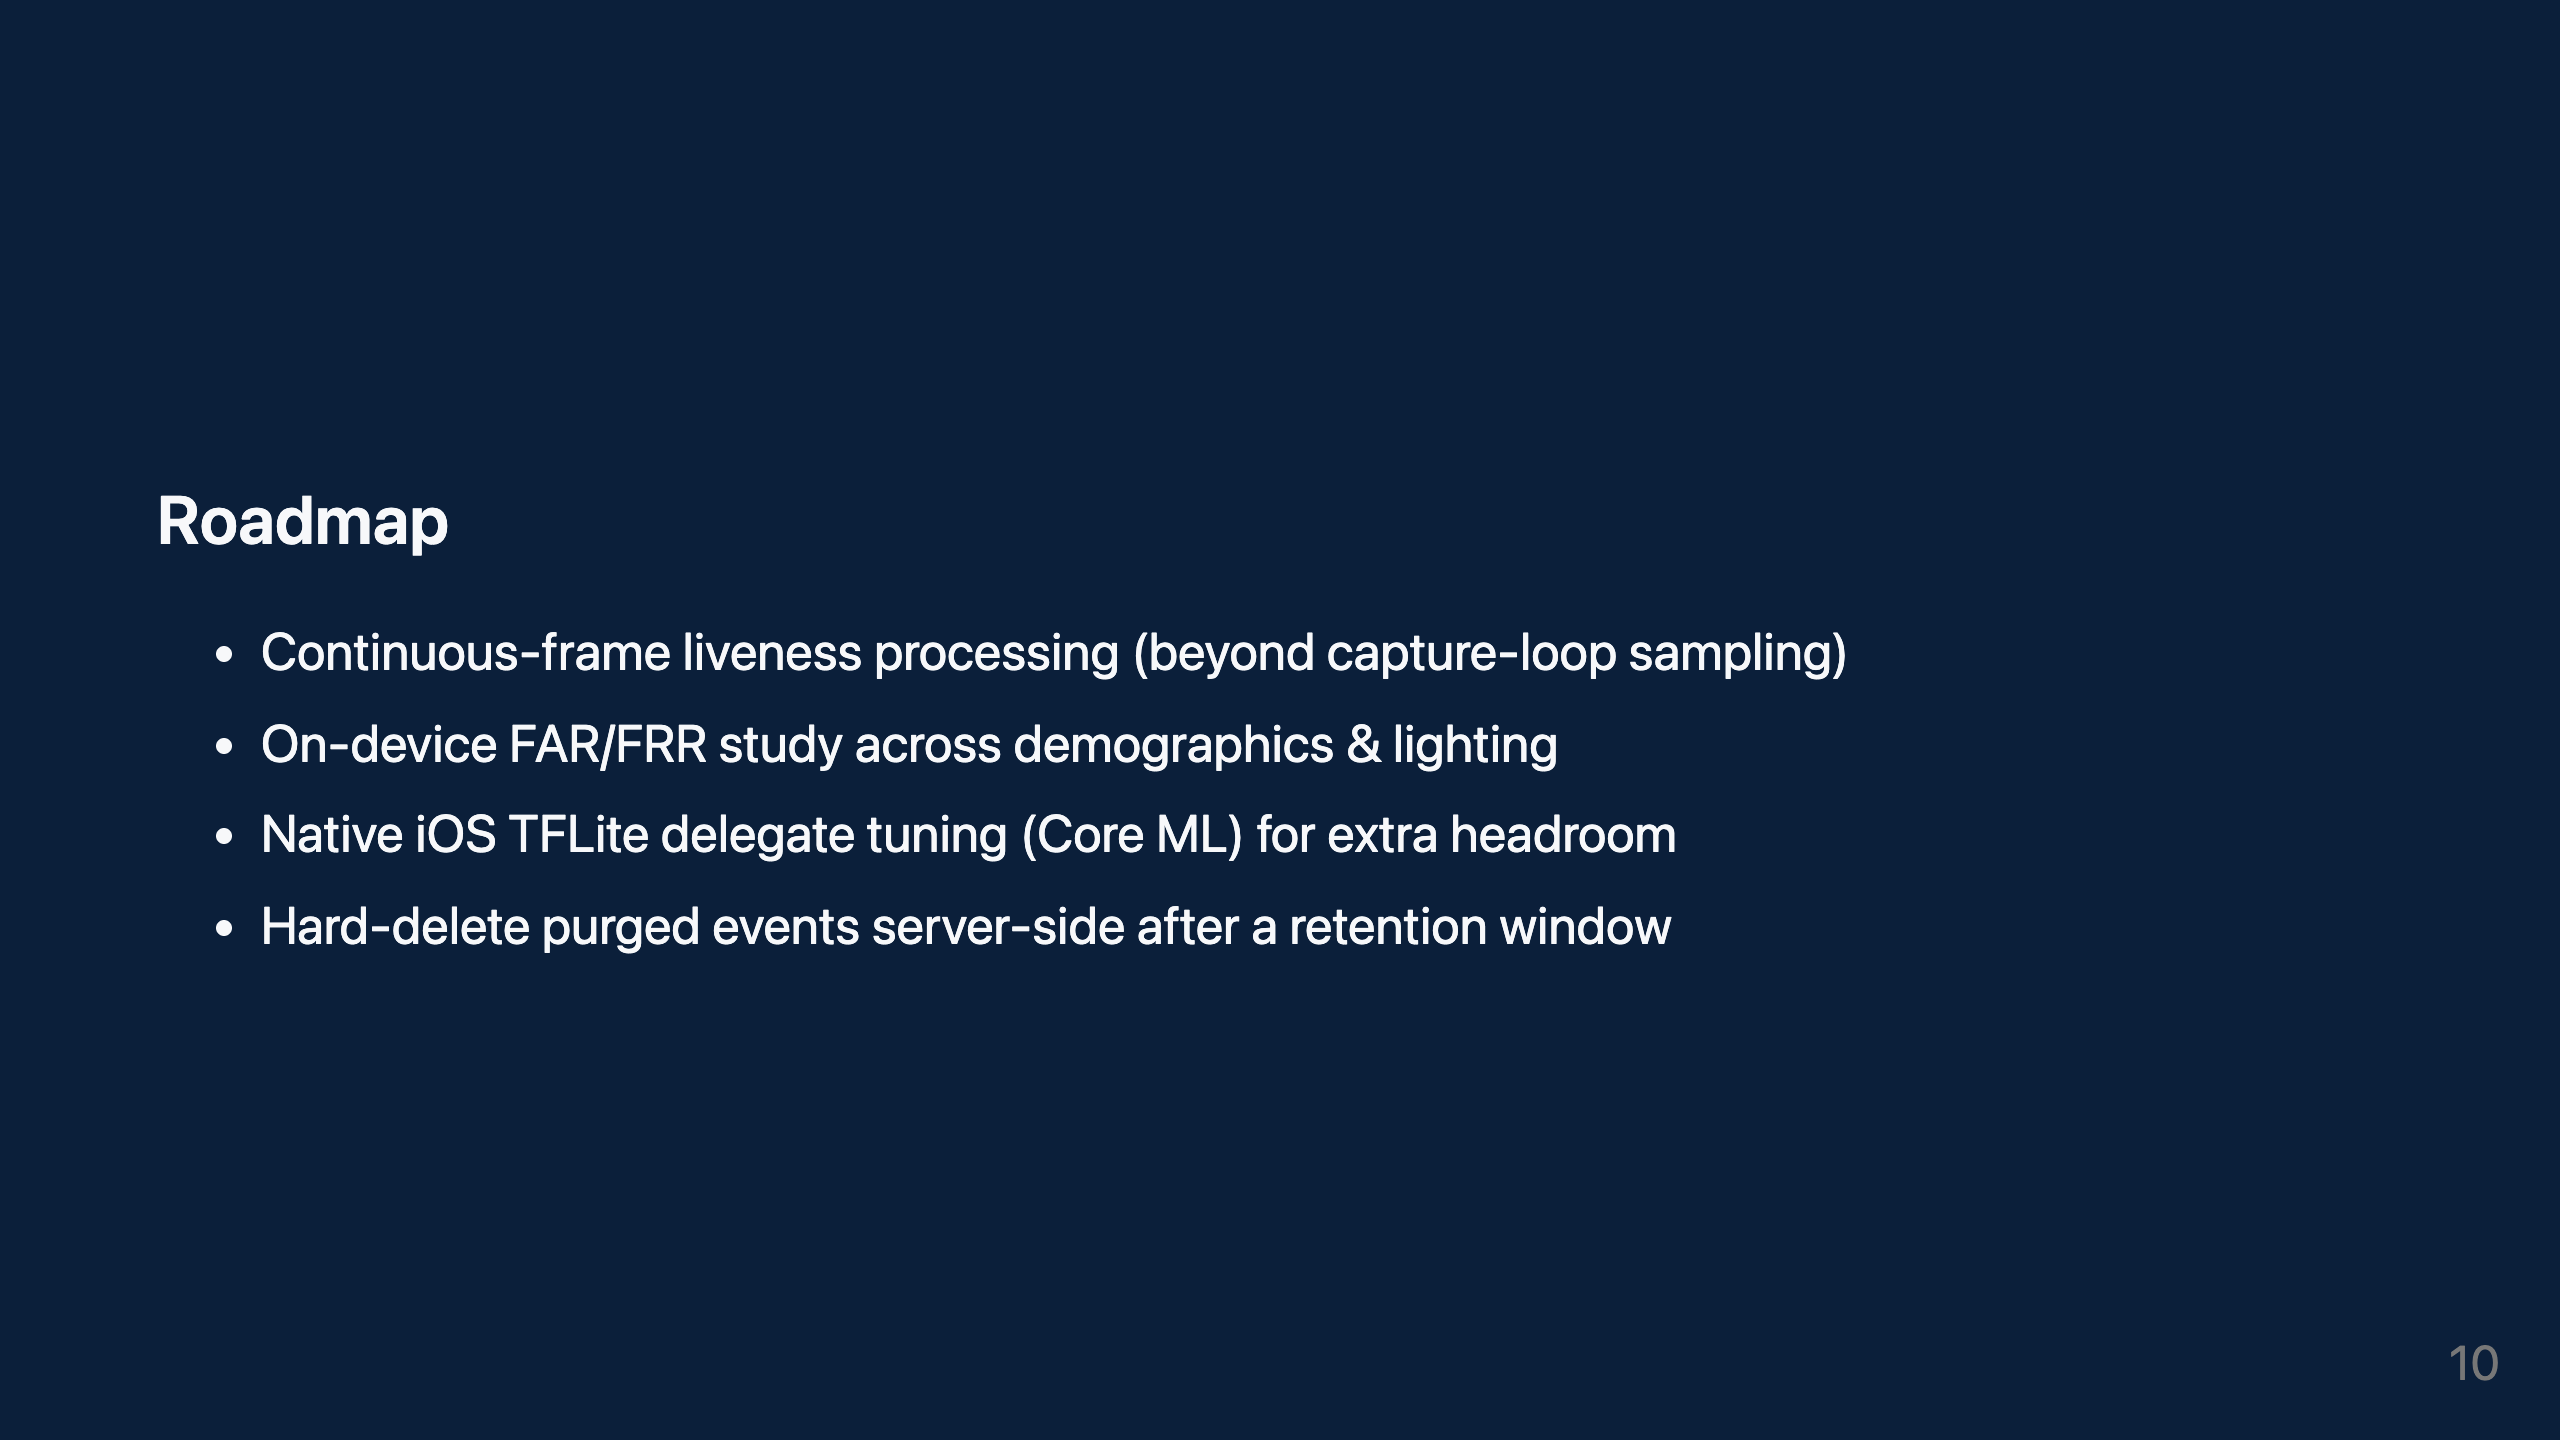 Roadmap
• Continuous-frame liveness processing (beyond capture-loop sampling)
• On-device FAR/FRR study across demographics & lighting
• Native iOS TFLite delegate tuning (Core ML) for extra headroom
• Hard-delete purged events server-side after a retention window
10